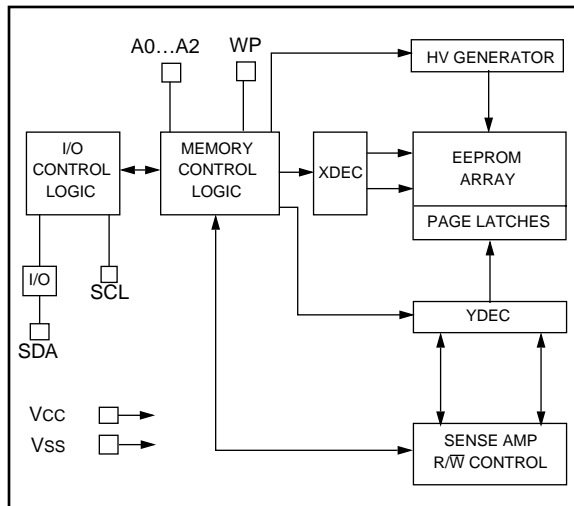 A0...A2
WP
HV GENERATOR
I/O
CONTROL
LOGIC
MEMORY
CONTROL
LOGIC
XDEC
EEPROM
ARRAY
PAGE LATCHES
I/O
SCL
SDA
YDEC
VCC
VSS
SENSE AMP
R/W̅ CONTROL